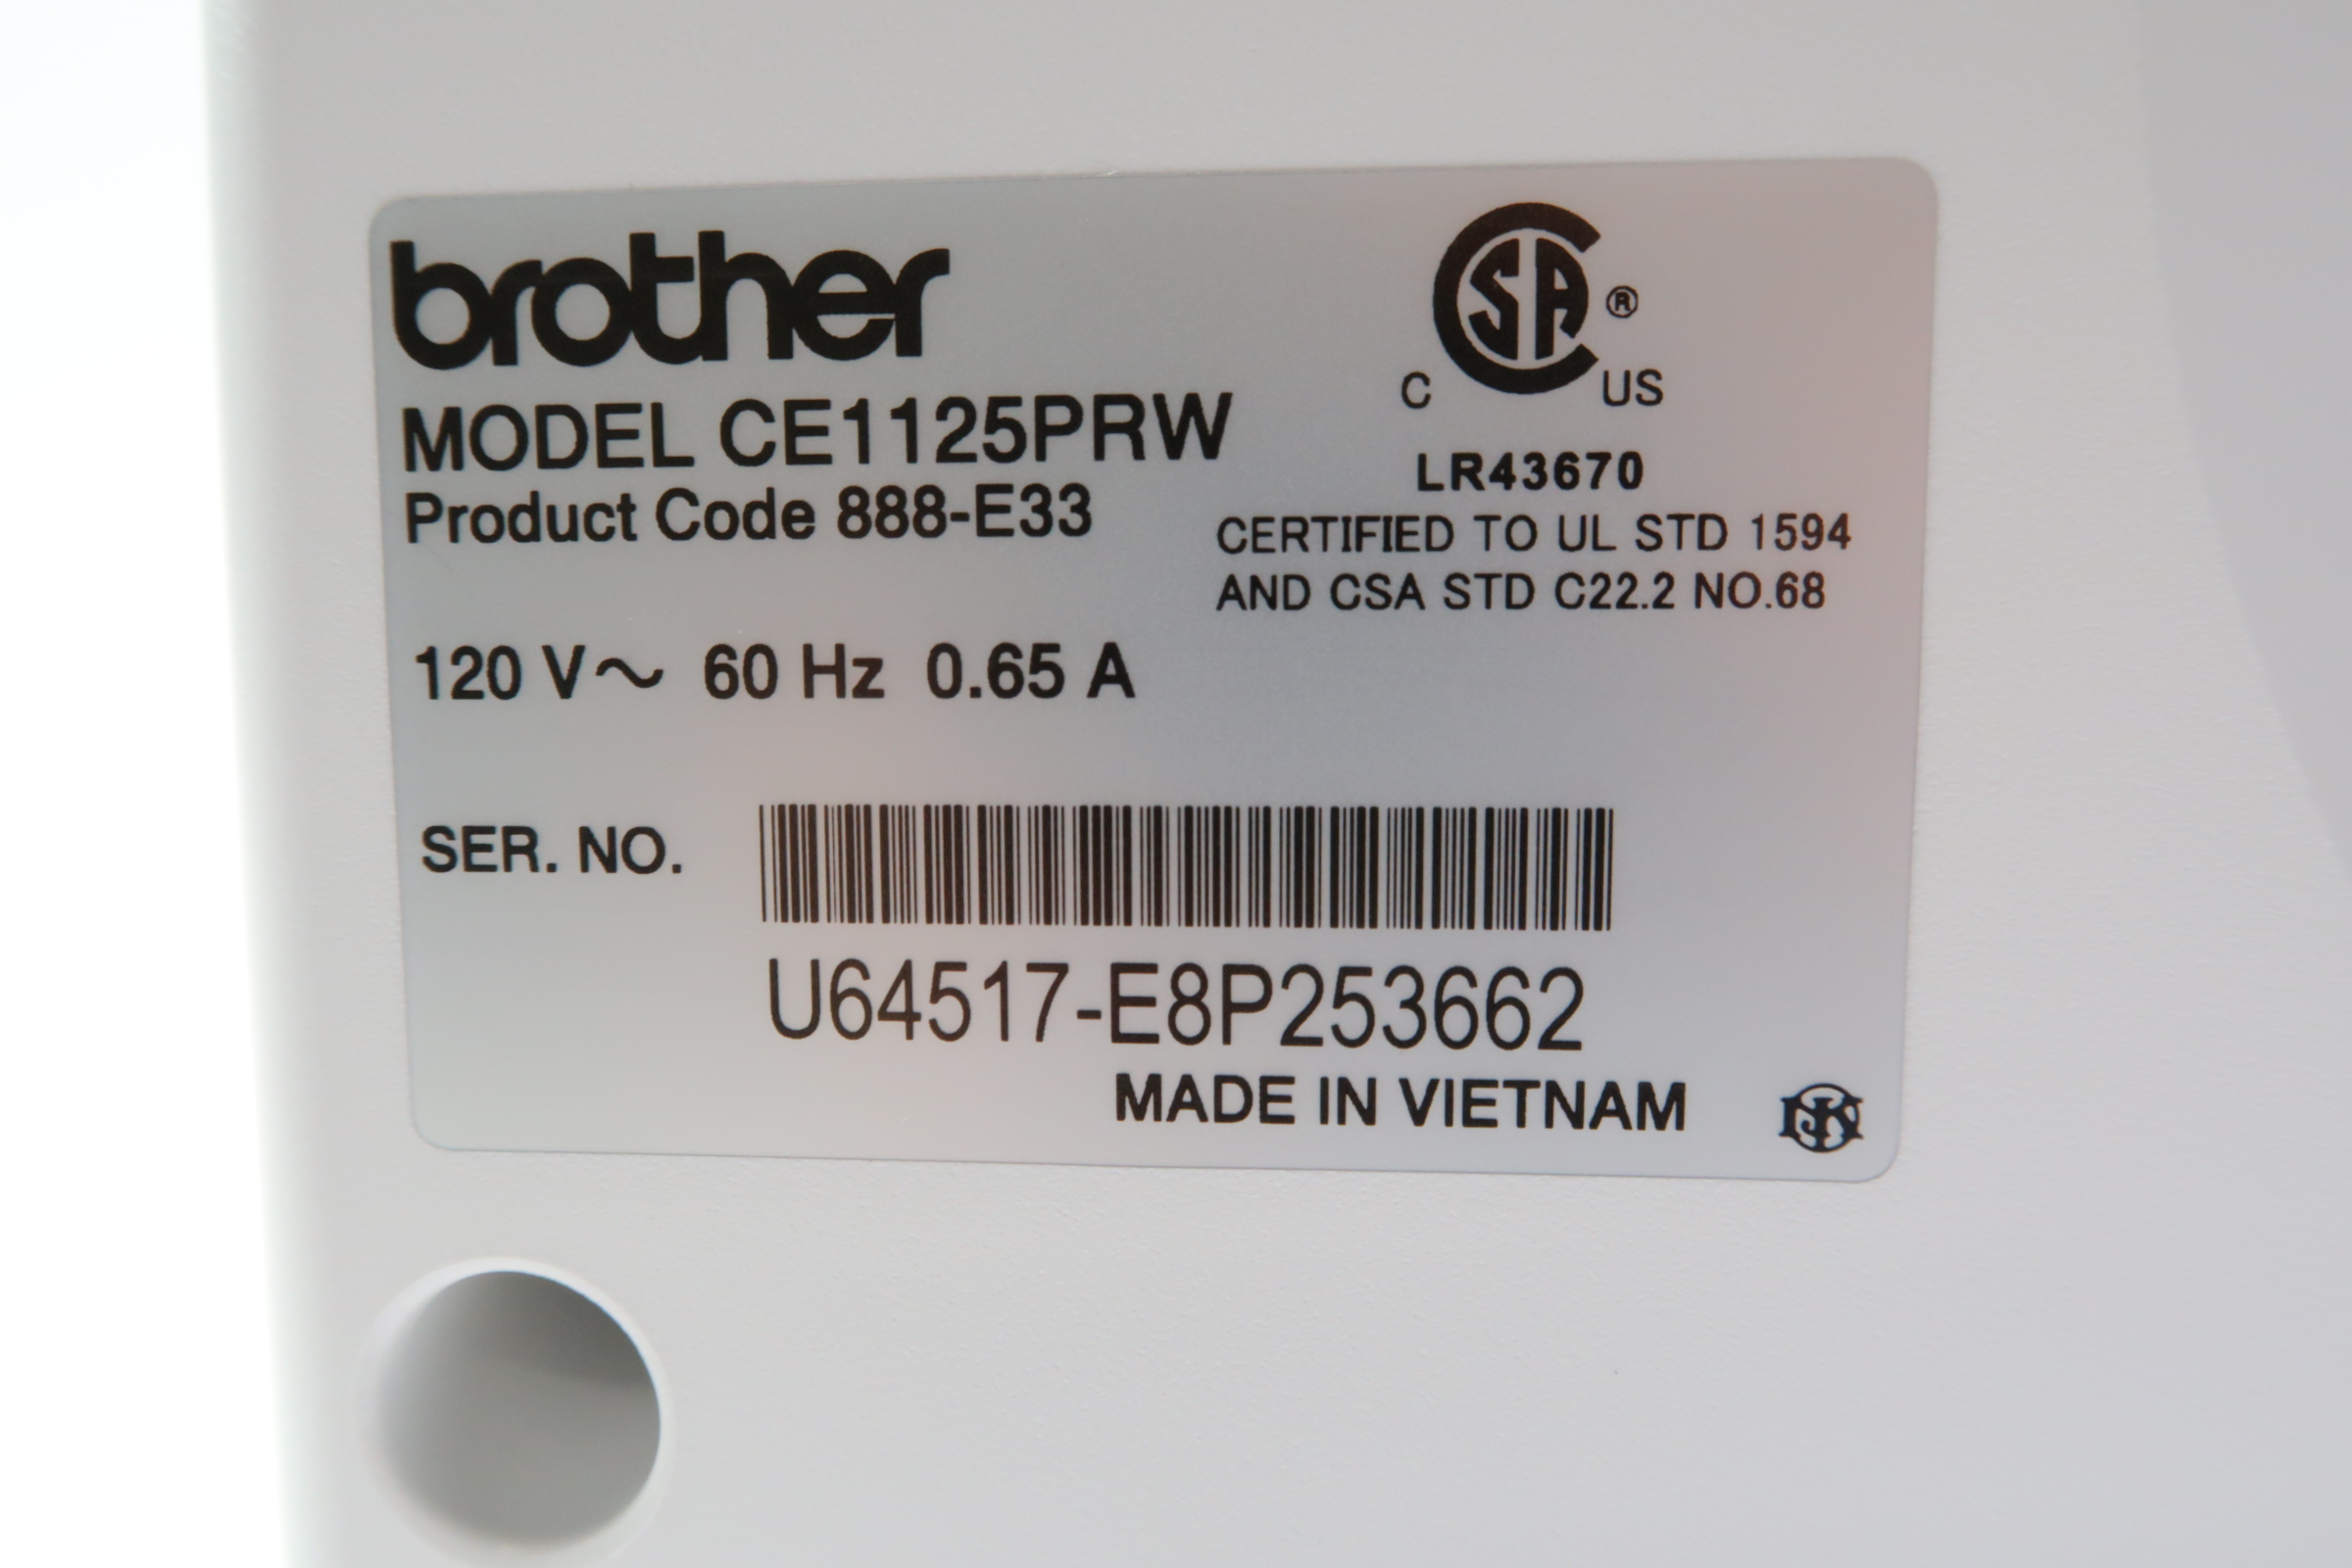 brother
MODEL CE1125PRW
Product Code 888-E33
CSA ®
C US
LR43670
CERTIFIED TO UL STD 1594
AND CSA STD C22.2 NO.68
120 V~ 60 Hz 0.65 A
SER. NO.
U64517-E8P253662
MADE IN VIETNAM